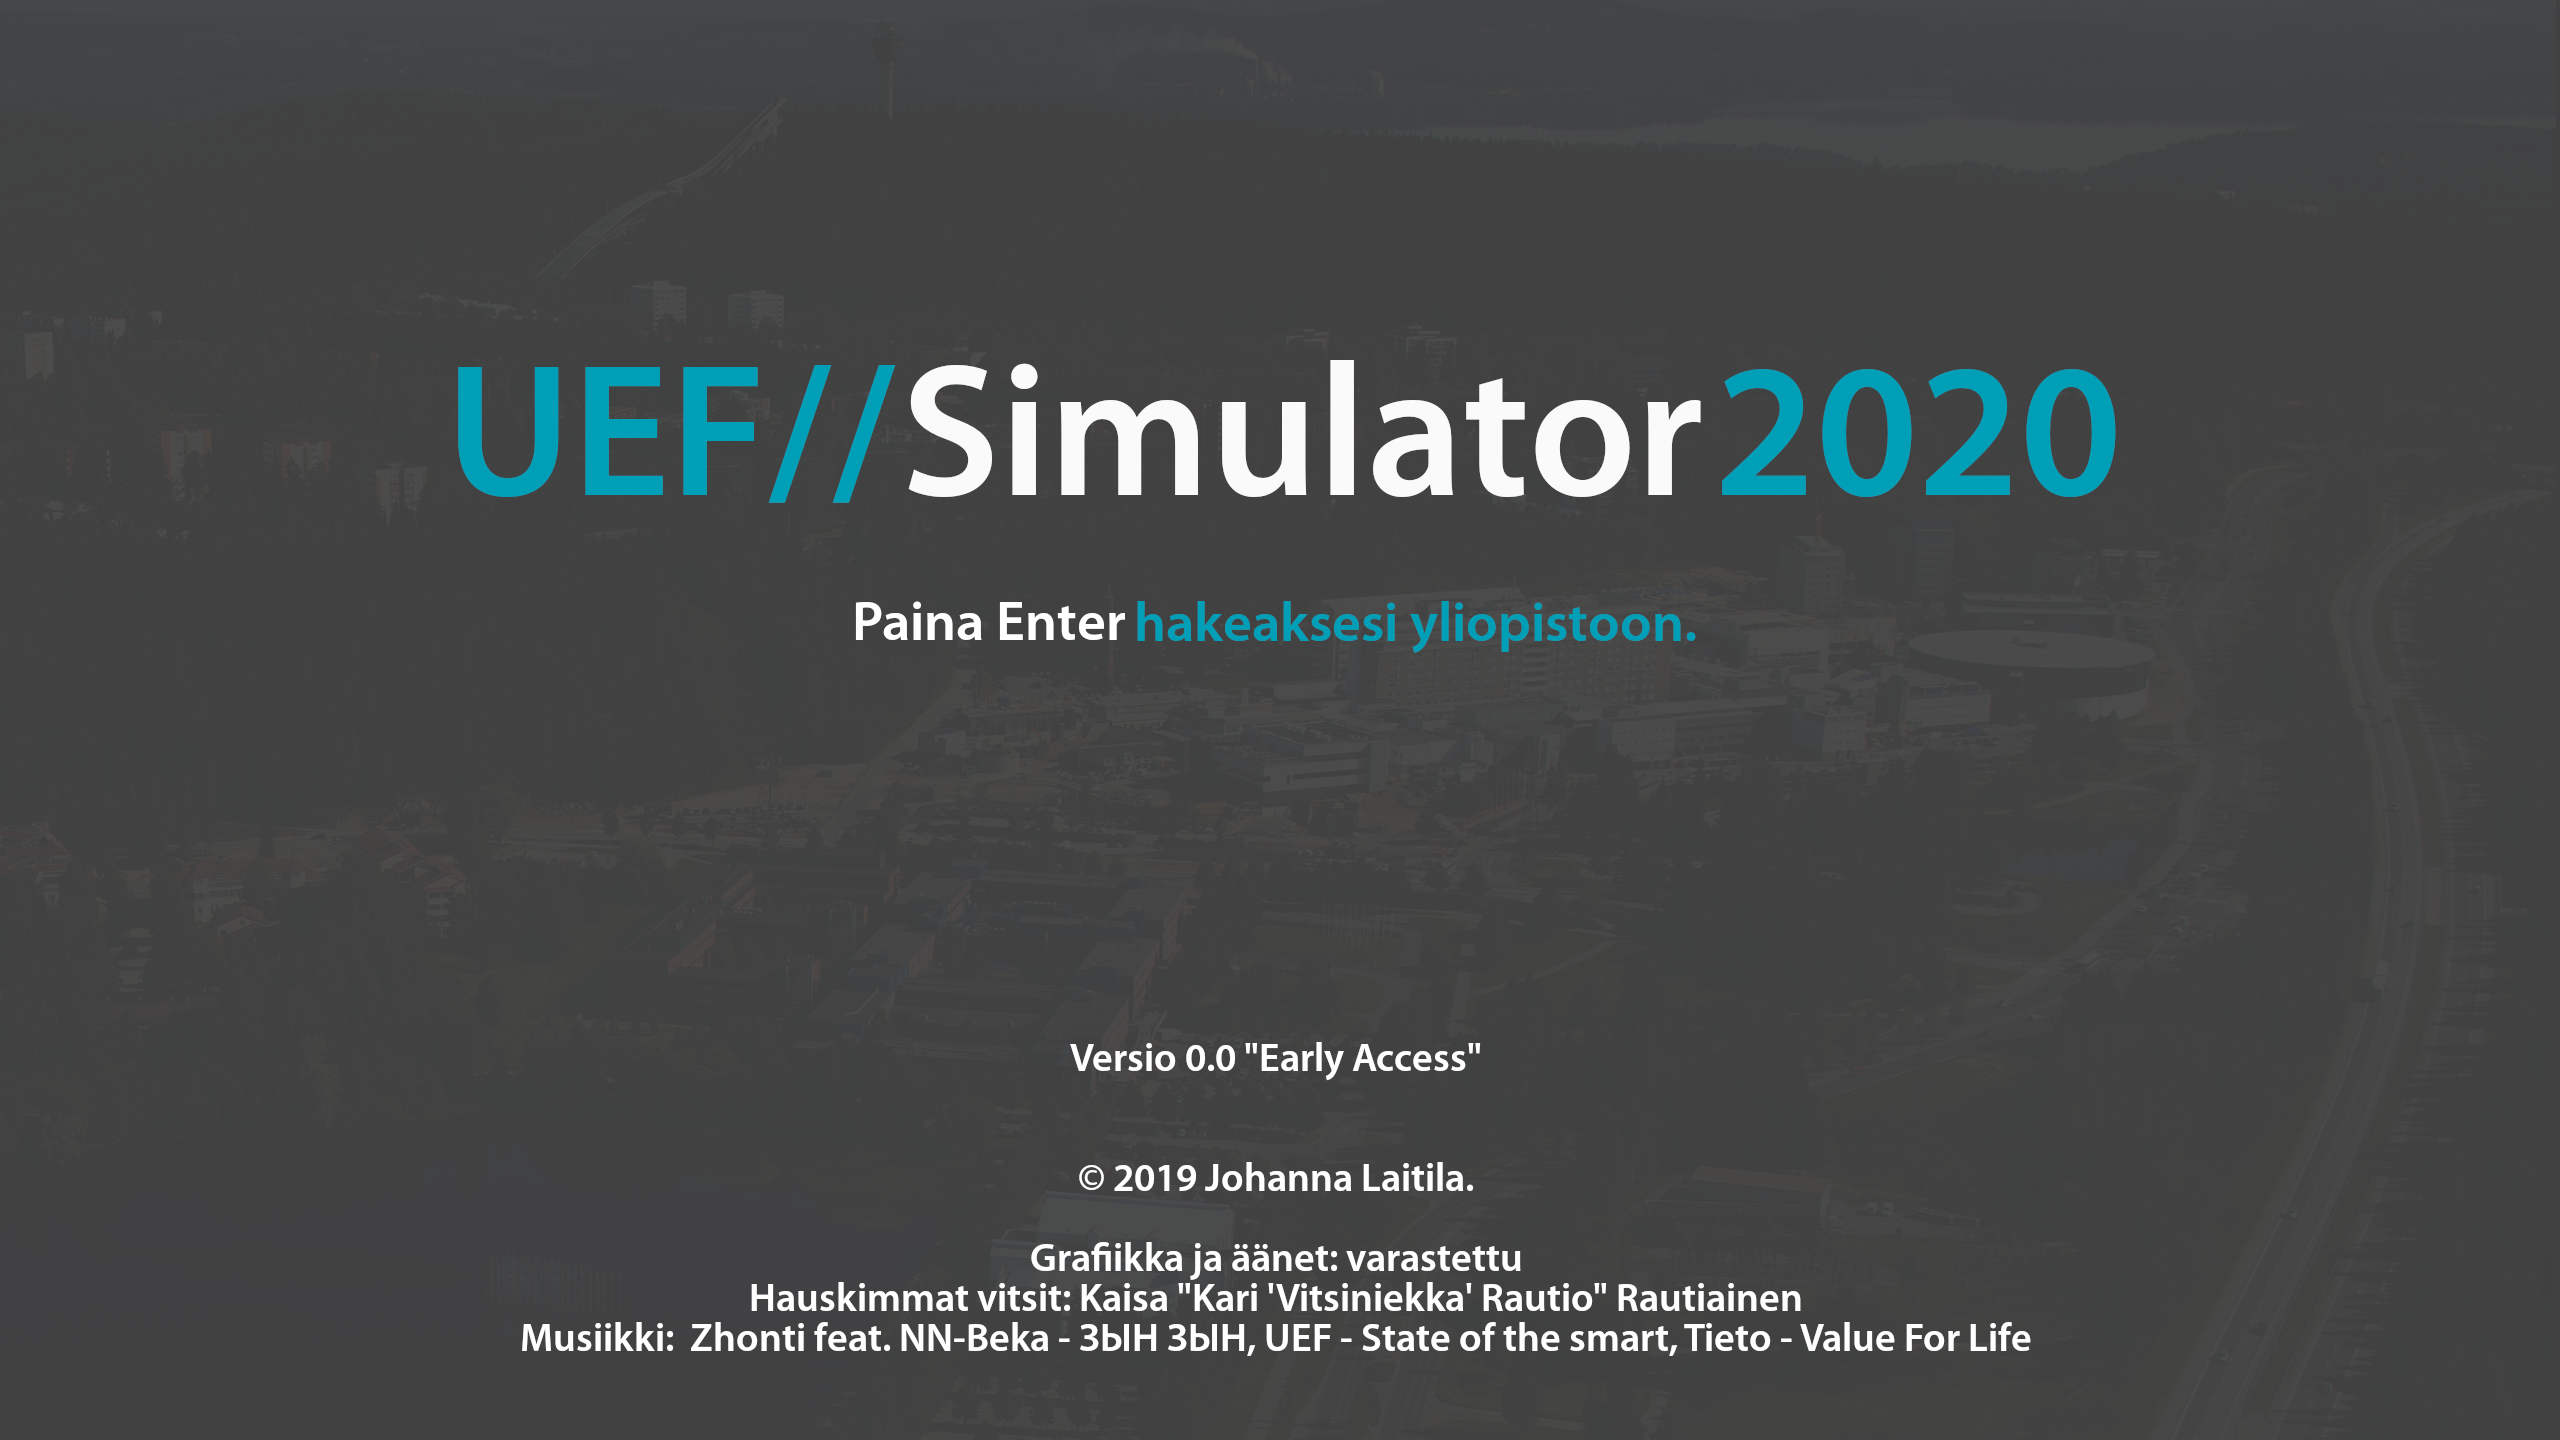 UEF//Simulator 2020
Paina Enter hakeaksesi yliopistoon.
Versio 0.0 "Early Access"
© 2019 Johanna Laitila.
Grafiikka ja äänet: varastettu
Hauskimmat vitsit: Kaisa "Kari 'Vitsiniekka' Rautio" Rautiainen
Musiikki:  Zhonti feat. NN-Beka - ЗЫН ЗЫН, UEF - State of the smart, Tieto - Value For Life